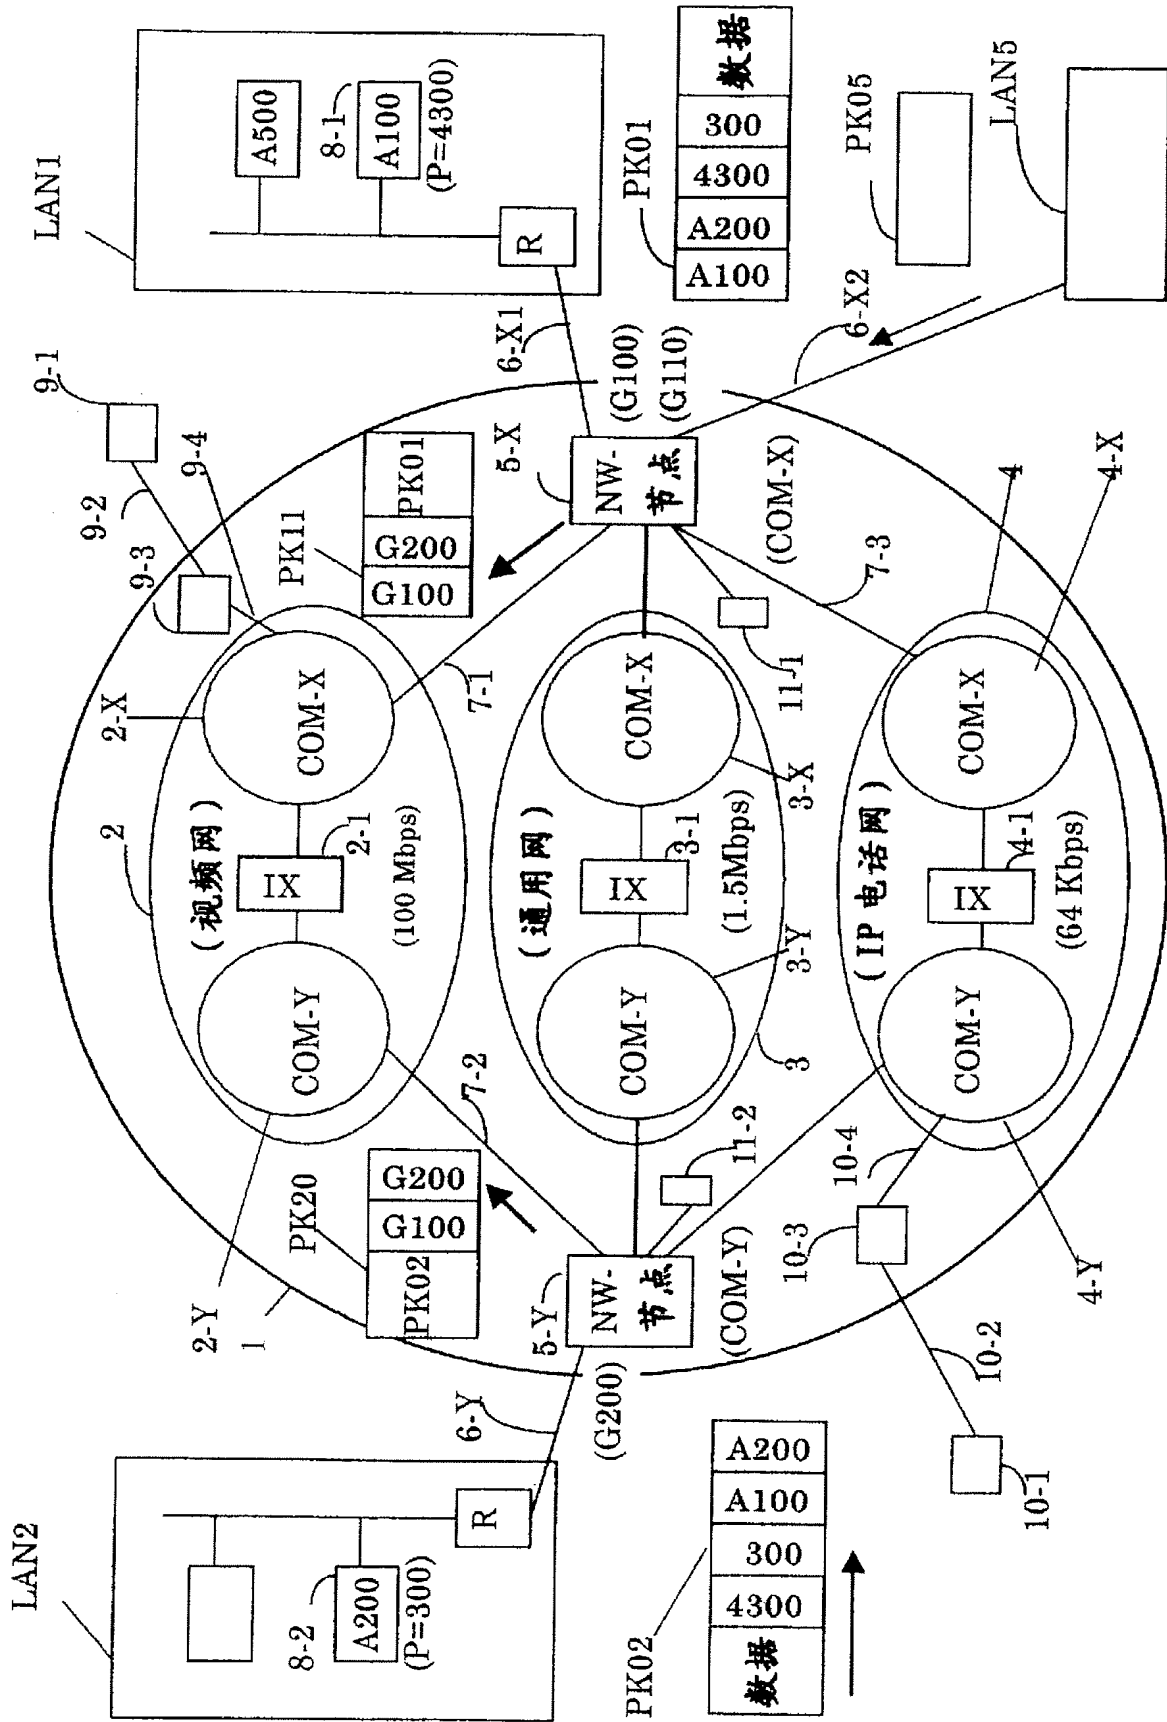 LAN2
8-2
A200
(P=300)
R
6-Y
PK02
数据
4300
300
A100
A200
1
2-Y
PK20
PK02
G100
G200
5-Y
NW-
节点
(G200)
(COM-Y)
7-2
11-2
10-1
10-2
10-3
10-4
4-Y
2
(视频网)
COM-Y
IX
2-1
(100 Mbps)
COM-X
2-X
(通用网)
COM-Y
IX
3-1
(1.5Mbps)
COM-X
3
3-Y
3-X
(IP 电话网)
COM-Y
IX
4-1
(64 Kbps)
COM-X
4
4-X
9-1
9-2
9-3
9-4
PK11
G100
G200
PK01
7-1
5-X
NW-
节点
(G100)
(G110)
(COM-X)
11-1
7-3
LAN1
A500
8-1
A100
(P=4300)
R
6-X1
PK01
A100
A200
4300
300
数据
6-X2
PK05
LAN5